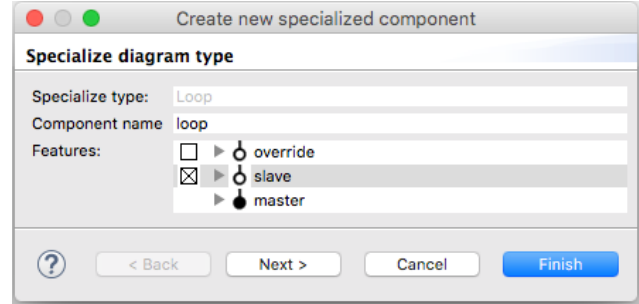 Create new specialized component
Specialize diagram type
Specialize type: Loop
Component name loop
Features: override
slave
master
? < Back Next > Cancel Finish